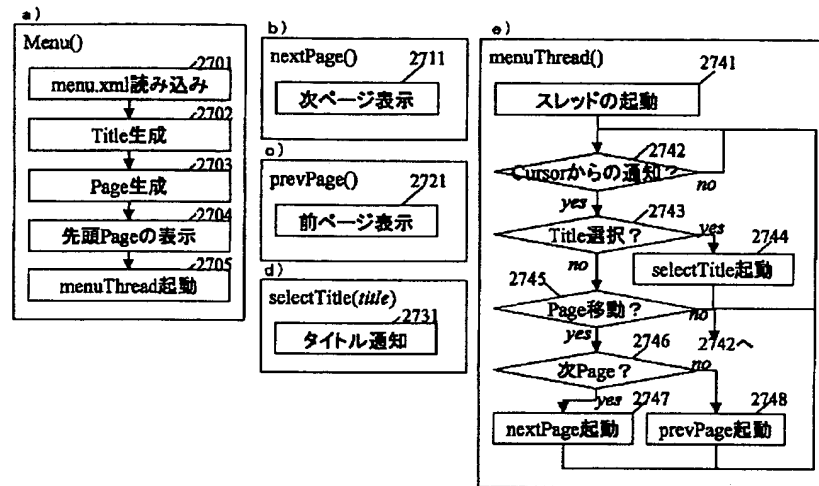 a)
Menu()
2701
menu.xml読み込み
2702
Title生成
2703
Page生成
2704
先頭Pageの表示
2705
menuThread起動
b)
nextPage()
2711
次ページ表示
c)
prevPage()
2721
前ページ表示
d)
selectTitle(title)
2731
タイトル通知
e)
menuThread()
2741
スレッドの起動
2742
Cursorからの通知?
no
yes
2743
Title選択?
yes
2744
no
selectTitle起動
2745
Page移動?
no
yes
2742へ
2746
次Page?
no
yes
2747
nextPage起動
2748
prevPage起動